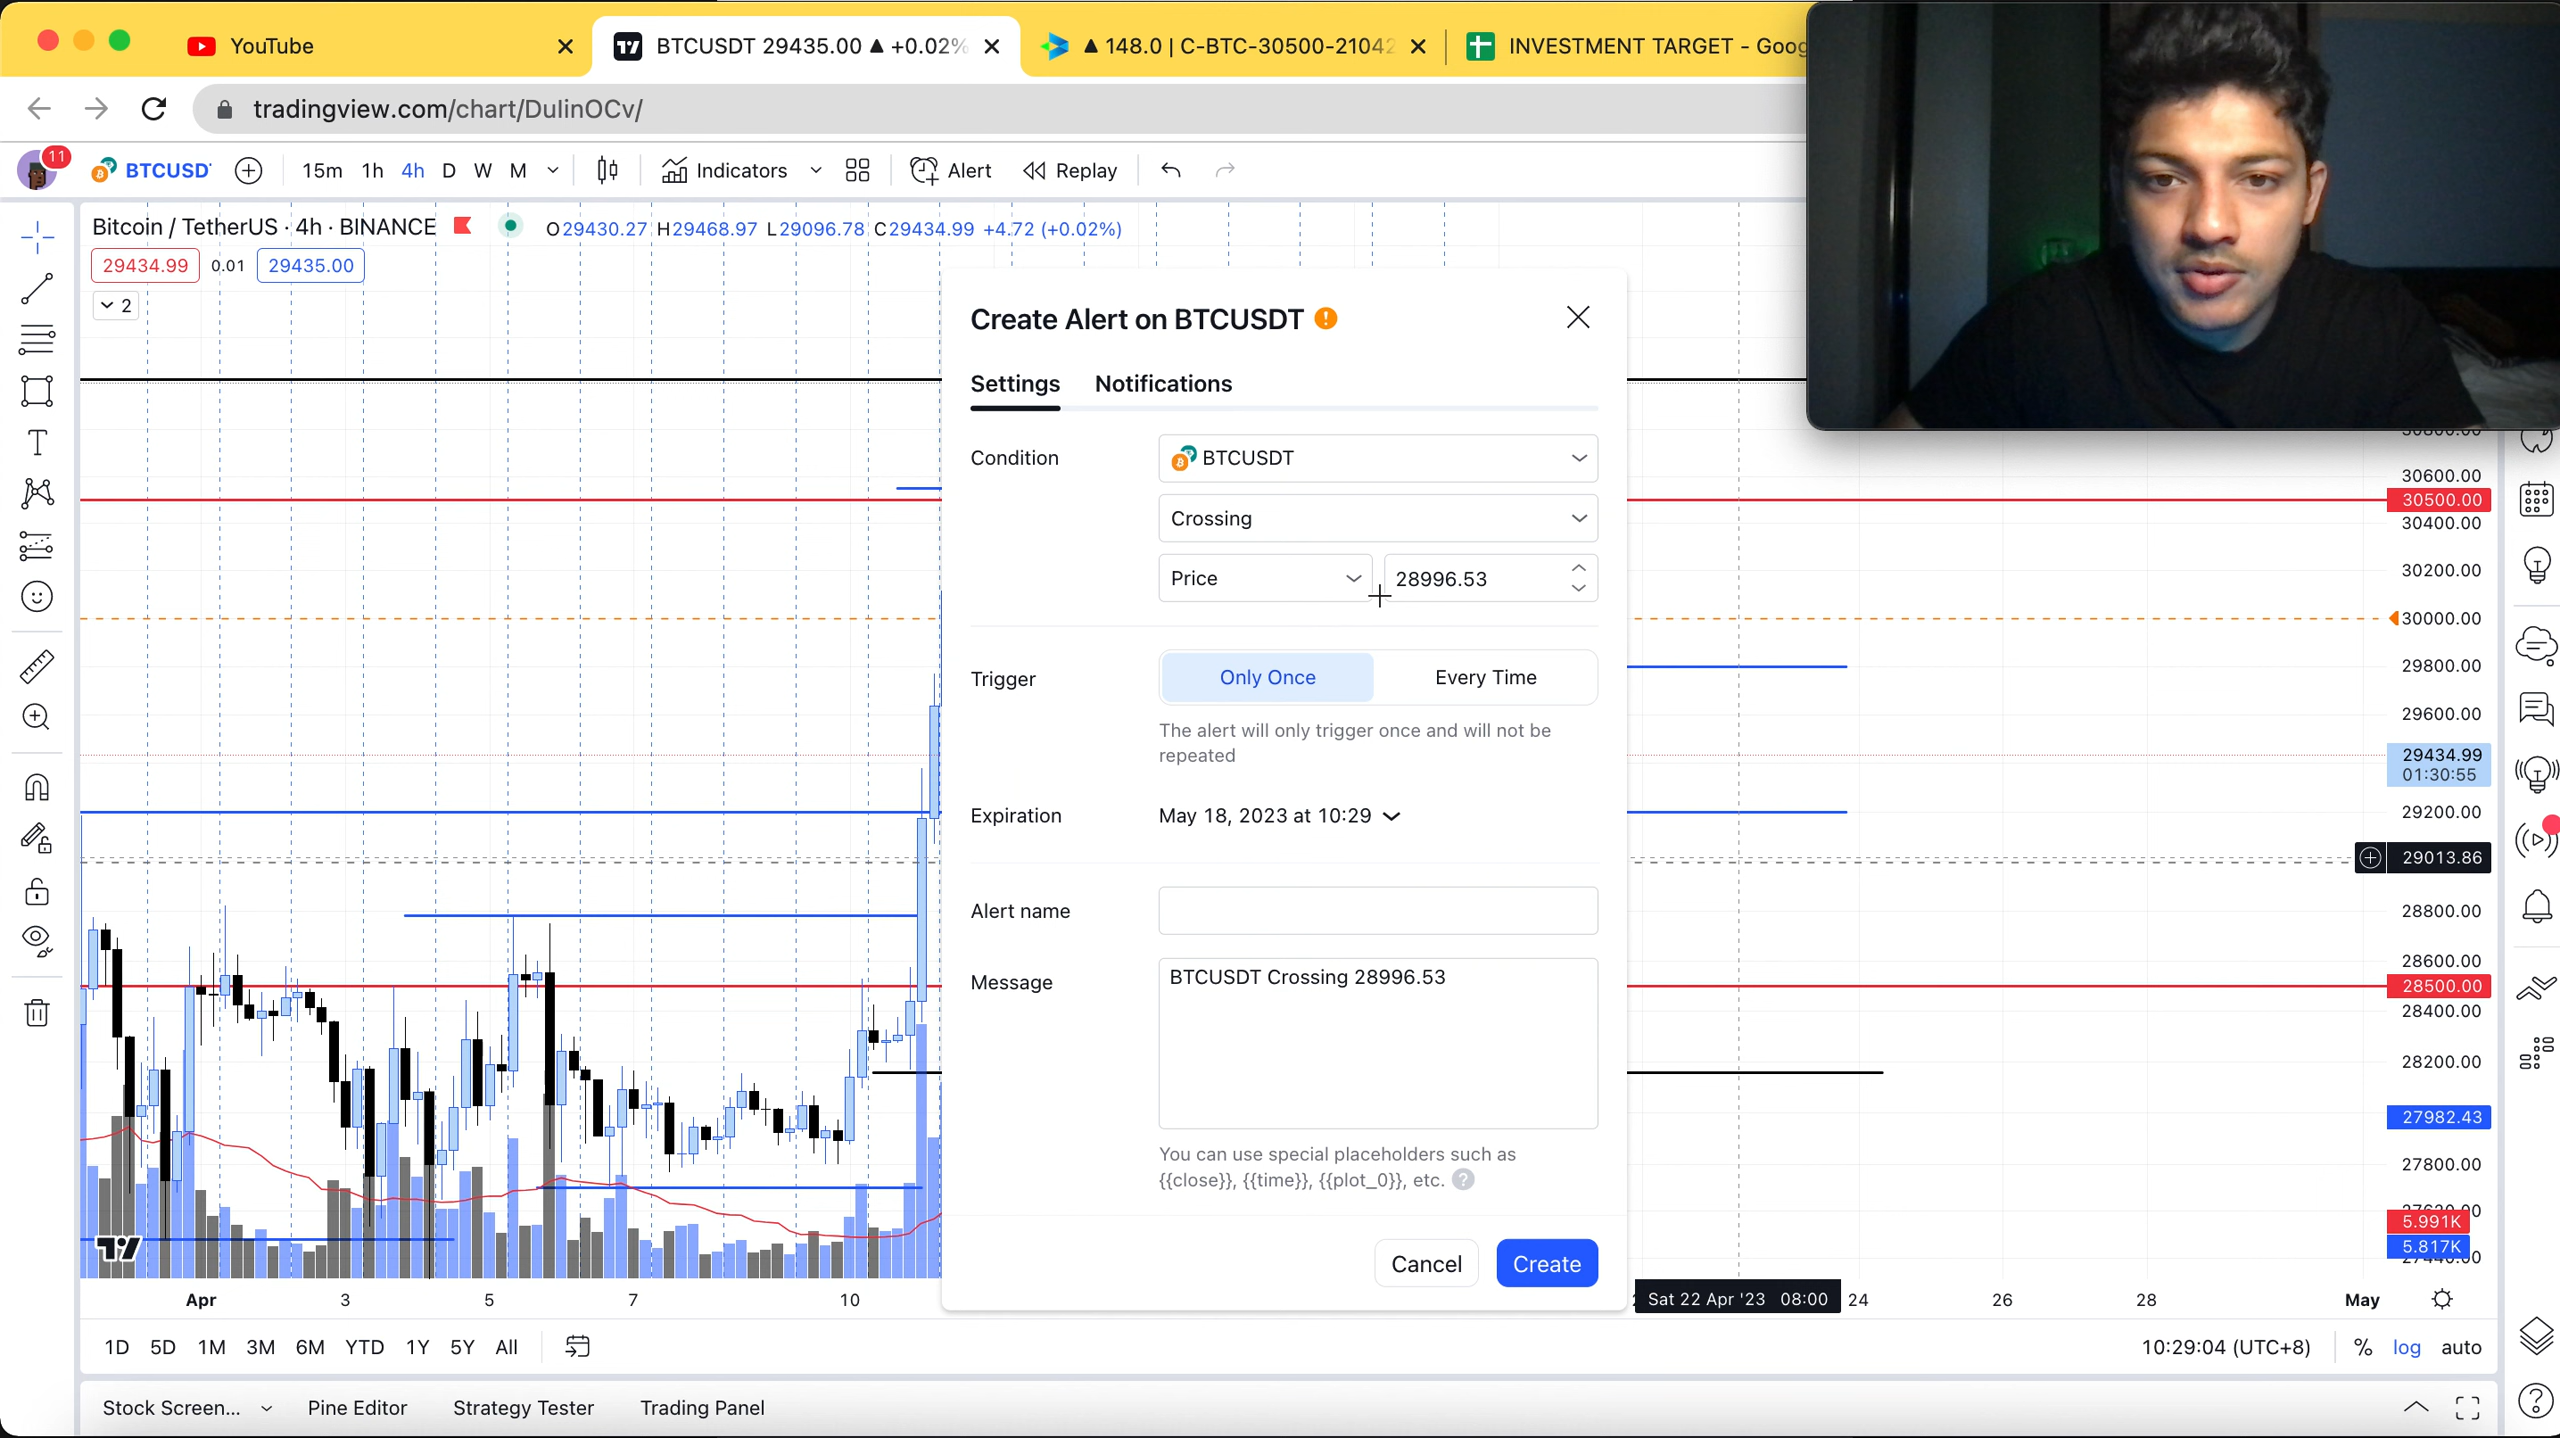 YouTube
BTCUSDT 29435.00 ▲ +0.02%
▲ 148.0 | C-BTC-30500-21042
INVESTMENT TARGET - Goog
tradingview.com/chart/DulinOCv/
11
BTCUSD
15m 1h 4h D W M
Indicators
Alert
Replay
Bitcoin / TetherUS · 4h · BINANCE
O29430.27 H29468.97 L29096.78 C29434.99 +4.72 (+0.02%)
29434.99 0.01 29435.00
2
Create Alert on BTCUSDT
Settings Notifications
Condition
BTCUSDT
Crossing
Price 28996.53
Trigger
Only Once Every Time
The alert will only trigger once and will not be
repeated
Expiration
May 18, 2023 at 10:29
Alert name
Message
BTCUSDT Crossing 28996.53
You can use special placeholders such as
{{close}}, {{time}}, {{plot_0}}, etc.
Cancel Create
30600.00
30500.00
30400.00
30200.00
30000.00
29800.00
29600.00
29434.99
01:30:55
29200.00
29013.86
28800.00
28600.00
28500.00
28400.00
28200.00
27982.43
27800.00
5.991K
5.817K
Apr 3 5 7 10
Sat 22 Apr '23 08:00
24 26 28 May
1D 5D 1M 3M 6M YTD 1Y 5Y All
10:29:04 (UTC+8) % log auto
Stock Screen... Pine Editor Strategy Tester Trading Panel